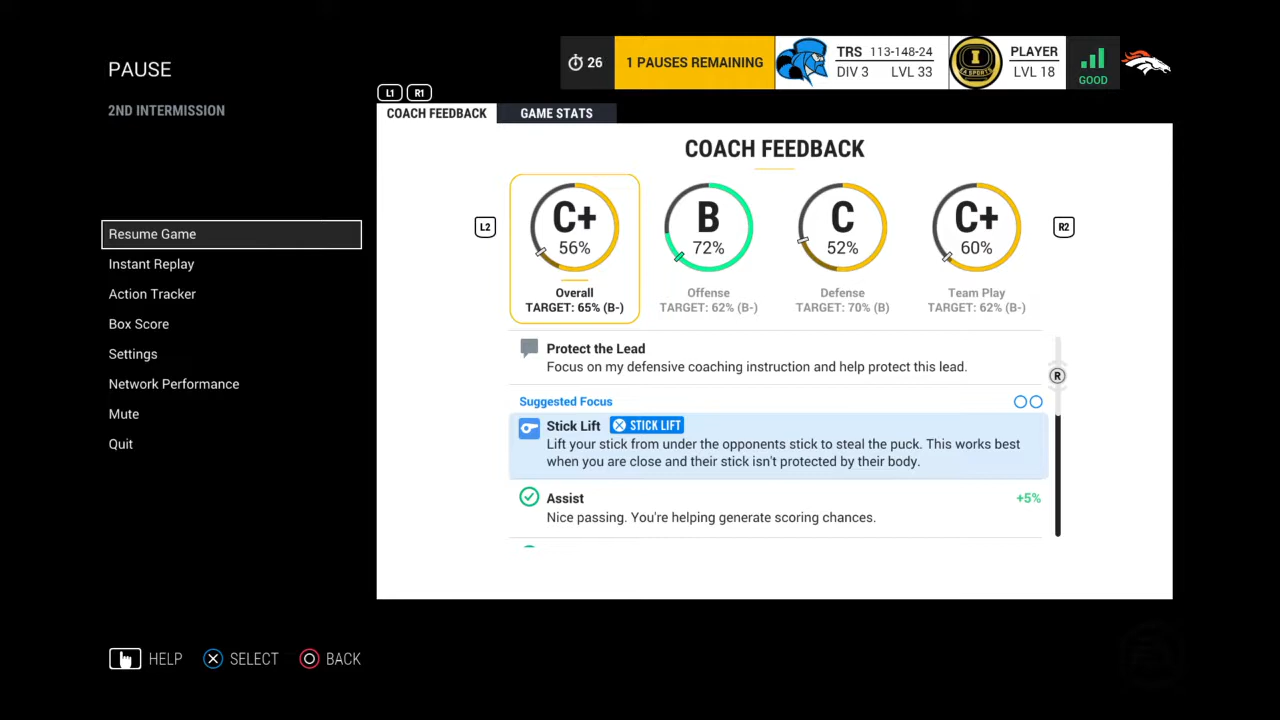 PAUSE
2ND INTERMISSION
26
1 PAUSES REMAINING
TRS 113-148-24
DIV 3 LVL 33
PLAYER
LVL 18
GOOD
L1 R1
COACH FEEDBACK
GAME STATS
COACH FEEDBACK
L2
C+
56%
Overall
TARGET: 65% (B-)
B
72%
Offense
TARGET: 62% (B-)
C
52%
Defense
TARGET: 70% (B)
C+
60%
Team Play
TARGET: 62% (B-)
R2
Resume Game
Instant Replay
Action Tracker
Box Score
Settings
Network Performance
Mute
Quit
Protect the Lead
Focus on my defensive coaching instruction and help protect this lead.
R
Suggested Focus
Stick Lift STICK LIFT
Lift your stick from under the opponents stick to steal the puck. This works best
when you are close and their stick isn't protected by their body.
Assist +5%
Nice passing. You're helping generate scoring chances.
HELP SELECT BACK